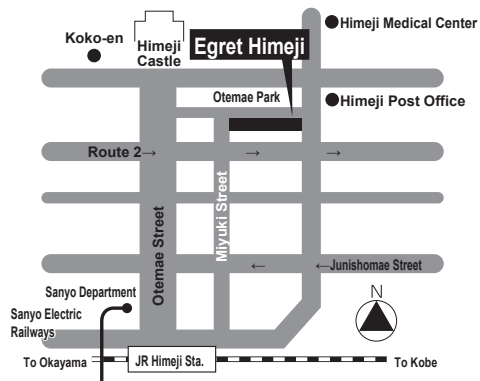 Himeji Medical Center
Koko-en
Himeji
Castle
Egret Himeji
Otemae Park
Himeji Post Office
Route 2→
→
→
Miyuki Street
Otemae Street
←
←Junishomae Street
Sanyo Department
Sanyo Electric
Railways
N
To Okayama
JR Himeji Sta.
To Kobe